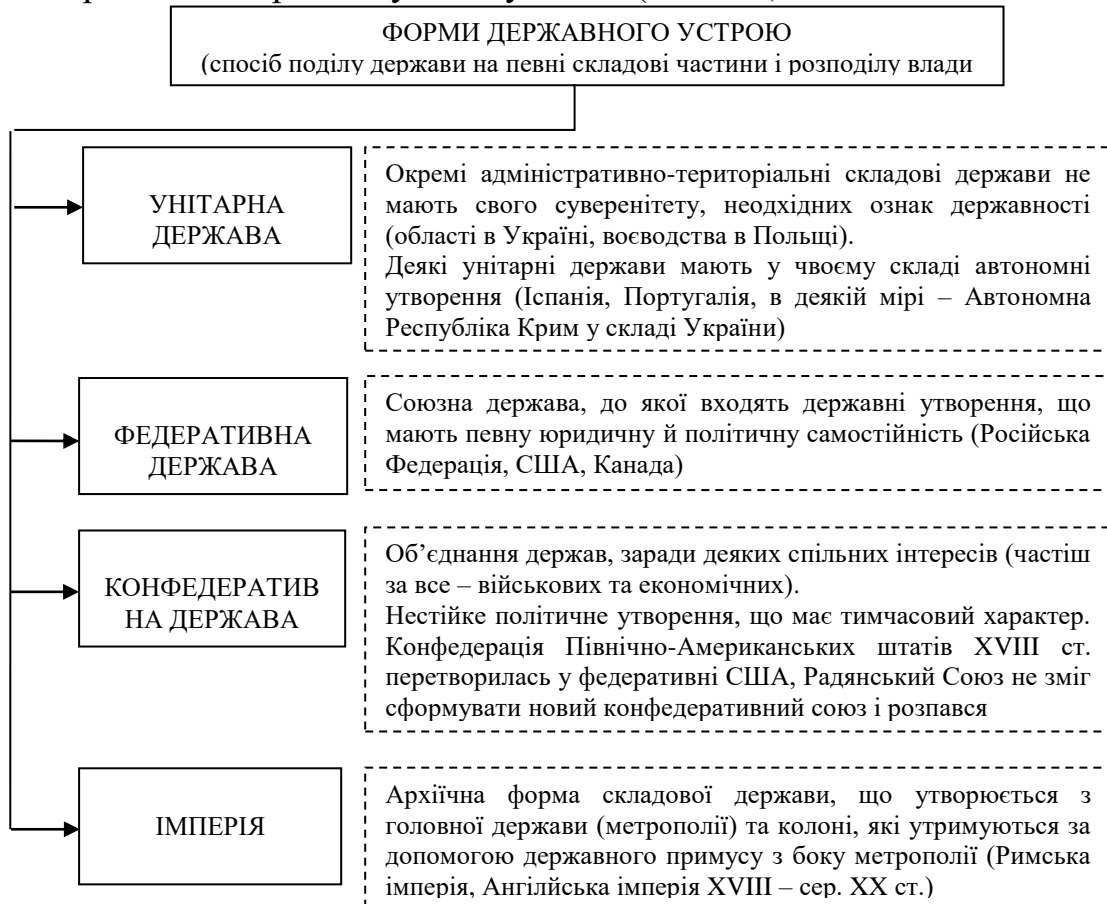 ФОРМИ ДЕРЖАВНОГО УСТРОЮ
(спосіб поділу держави на певні складові частини і розподілу влади
УНІТАРНА
ДЕРЖАВА
Окремі адміністративно-територіальні складові держави не
мають свого суверенітету, неодхідних ознак державності
(області в Україні, воєводства в Польщі).
Деякі унітарні держави мають у чвоєму складі автономні
утворення (Іспанія, Португалія, в деякій мірі – Автономна
Республіка Крим у складі України)
ФЕДЕРАТИВНА
ДЕРЖАВА
Союзна держава, до якої входять державні утворення, що
мають певну юридичну й політичну самостійність (Російська
Федерація, США, Канада)
КОНФЕДЕРАТИВ
НА ДЕРЖАВА
Об’єднання держав, заради деяких спільних інтересів (частіш
за все – військових та економічних).
Нестійке політичне утворення, що має тимчасовий характер.
Конфедерація Північно-Американських штатів XVIII ст.
перетворилась у федеративні США, Радянський Союз не зміг
сформувати новий конфедеративний союз і розпався
ІМПЕРІЯ
Архіїчна форма складової держави, що утворюється з
головної держави (метрополії) та колоні, які утримуються за
допомогою державного примусу з боку метрополії (Римська
імперія, Ангілйська імперія XVIII – сер. XX ст.)